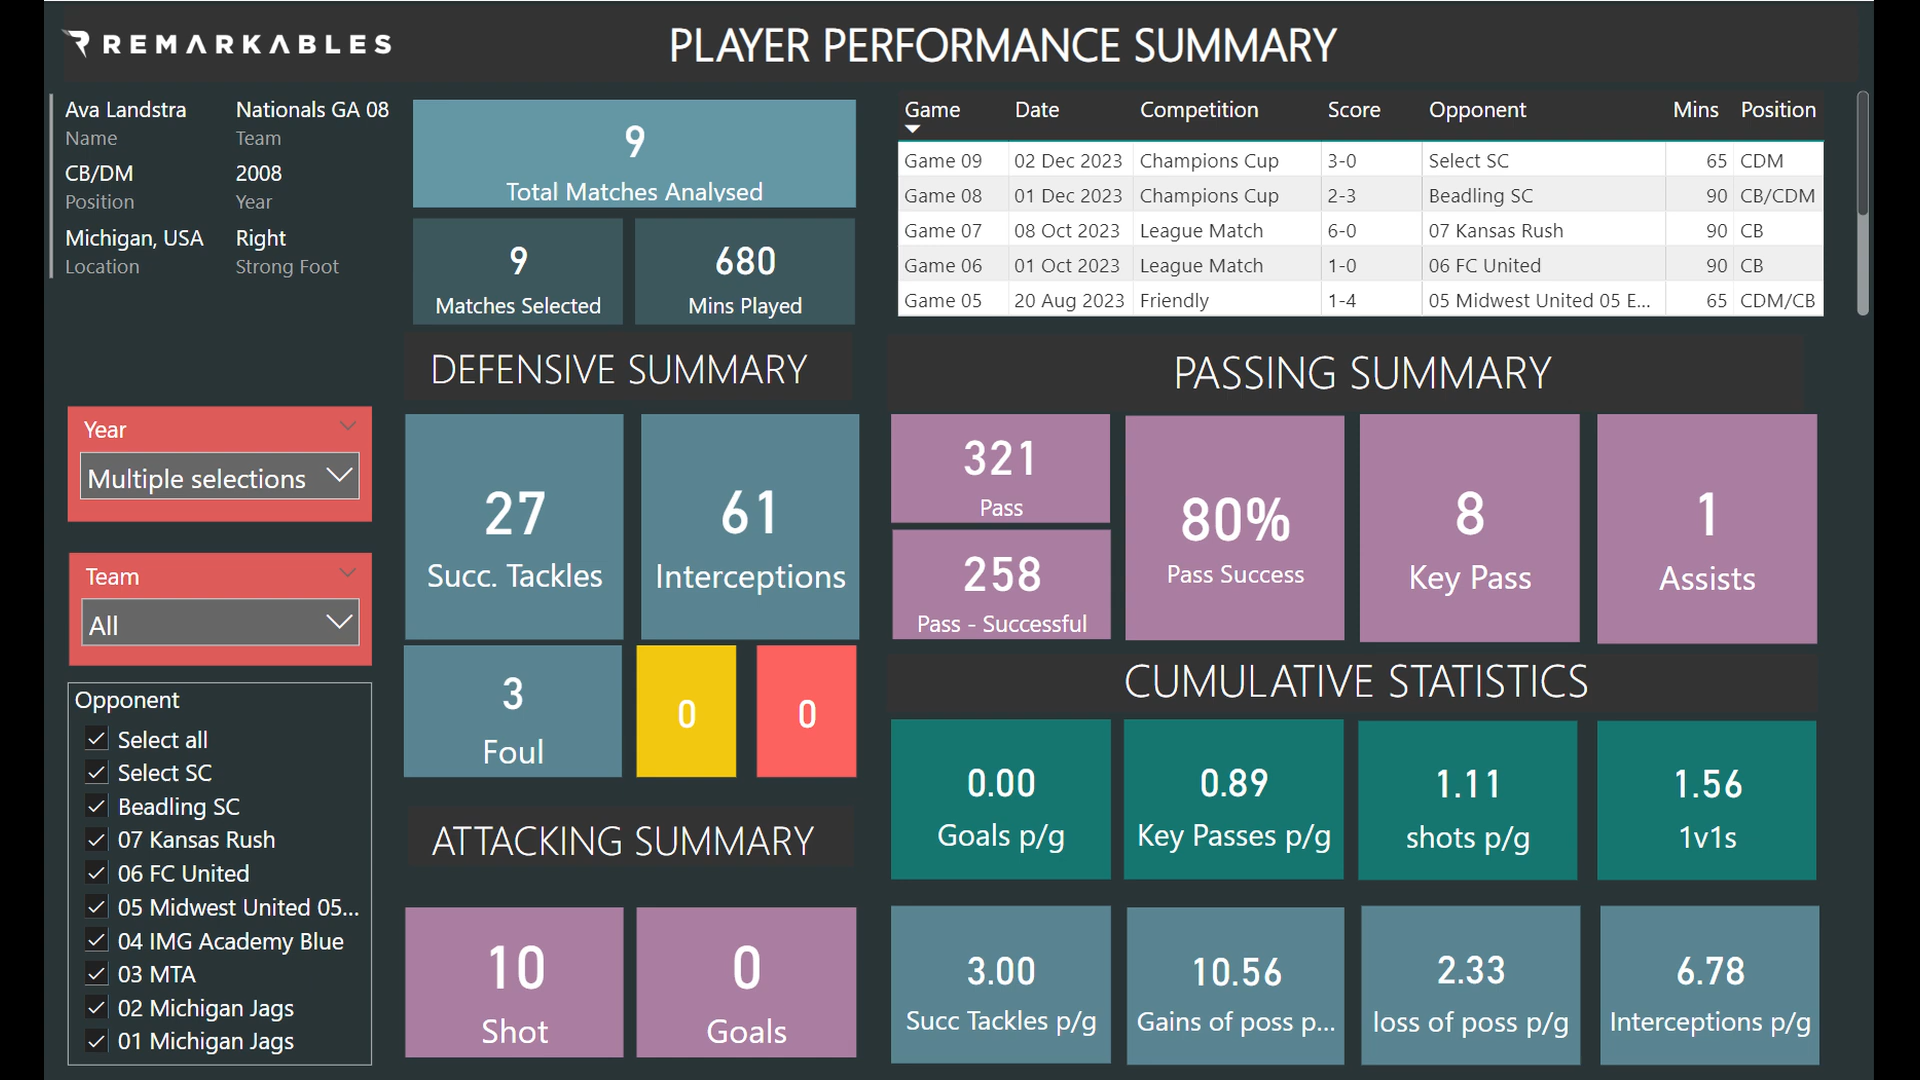 REMARKABLES
PLAYER PERFORMANCE SUMMARY
Ava Landstra Nationals GA 08
Name Team
CB/DM 2008
Position Year
Michigan, USA Right
Location Strong Foot
9
Total Matches Analysed
9
Matches Selected
680
Mins Played
Game Date Competition Score Opponent Mins Position
Game 09 02 Dec 2023 Champions Cup 3-0 Select SC 65 CDM
Game 08 01 Dec 2023 Champions Cup 2-3 Beadling SC 90 CB/CDM
Game 07 08 Oct 2023 League Match 6-0 07 Kansas Rush 90 CB
Game 06 01 Oct 2023 League Match 1-0 06 FC United 90 CB
Game 05 20 Aug 2023 Friendly 1-4 05 Midwest United 05 E... 65 CDM/CB
Year
Multiple selections
Team
All
Opponent
Select all
Select SC
Beadling SC
07 Kansas Rush
06 FC United
05 Midwest United 05...
04 IMG Academy Blue
03 MTA
02 Michigan Jags
01 Michigan Jags
DEFENSIVE SUMMARY
27
Succ. Tackles
61
Interceptions
3
Foul
0
0
ATTACKING SUMMARY
10
Shot
0
Goals
PASSING SUMMARY
321
Pass
258
Pass - Successful
80%
Pass Success
8
Key Pass
1
Assists
CUMULATIVE STATISTICS
0.00
Goals p/g
0.89
Key Passes p/g
1.11
shots p/g
1.56
1v1s
3.00
Succ Tackles p/g
10.56
Gains of poss p...
2.33
loss of poss p/g
6.78
Interceptions p/g